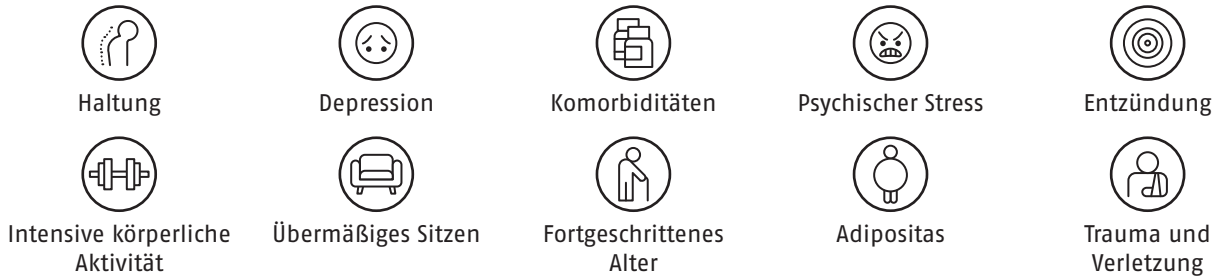 Haltung
Depression
Komorbiditäten
Psychischer Stress
Entzündung
Intensive körperliche
Aktivität
Übermäßiges Sitzen
Fortgeschrittenes
Alter
Adipositas
Trauma und
Verletzung